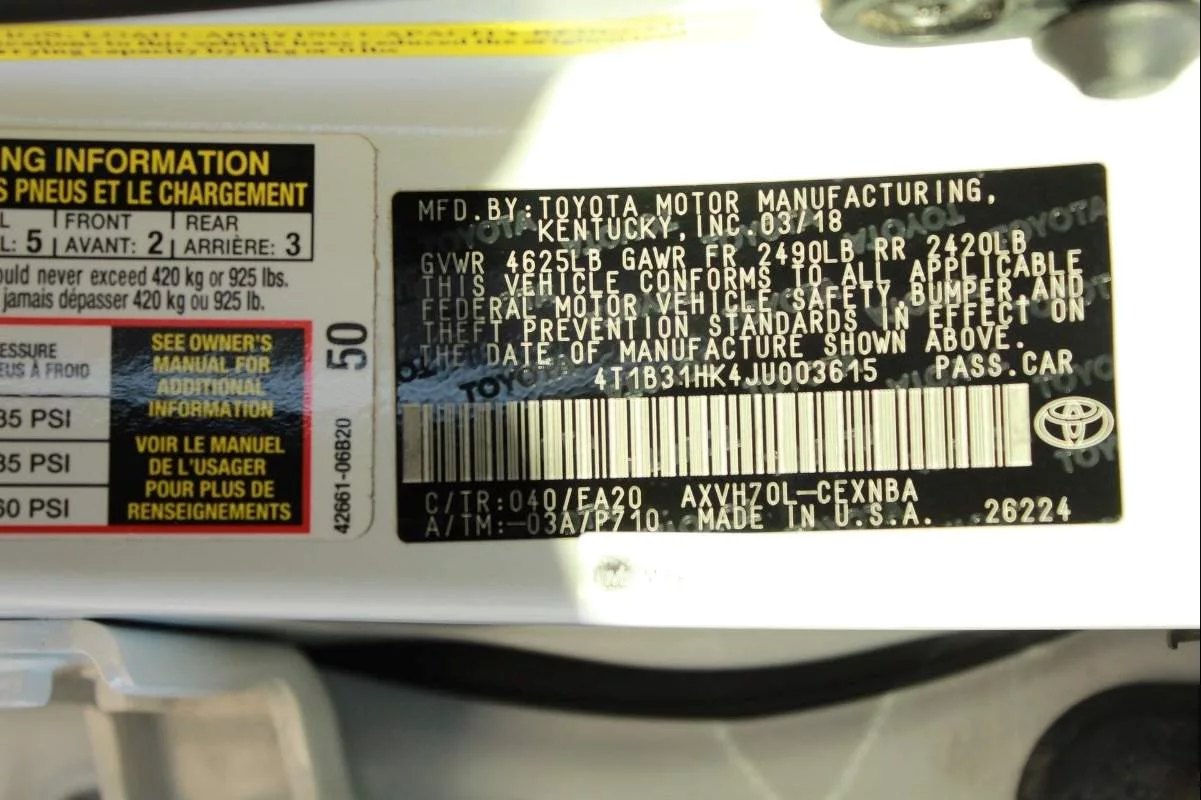 NG INFORMATION
S PNEUS ET LE CHARGEMENT
L FRONT REAR
L: 5 AVANT: 2 ARRIÈRE: 3
ould never exceed 420 kg or 925 lbs.
jamais dépasser 420 kg ou 925 lb.
ESSURE
EUS À FROID
35 PSI
35 PSI
60 PSI
SEE OWNER'S
MANUAL FOR
ADDITIONAL
INFORMATION
VOIR LE MANUEL
DE L'USAGER
POUR PLUS DE
RENSEIGNEMENTS
42661-06B20
50
MFD.BY:TOYOTA MOTOR MANUFACTURING,
KENTUCKY,INC.03/18
GVWR 4625LB GAWR FR 2490LB RR 2420LB
THIS VEHICLE CONFORMS TO ALL APPLICABLE
FEDERAL MOTOR VEHICLE SAFETY,BUMPER,AND
THEFT PREVENTION STANDARDS IN EFFECT ON
THE DATE OF MANUFACTURE SHOWN ABOVE.
4T1B31HK4JU003615 PASS.CAR
C/TR:040/EA20 AXVH70L-CEXNBA
A/TM:-03A/P710 MADE IN U.S.A. 26224